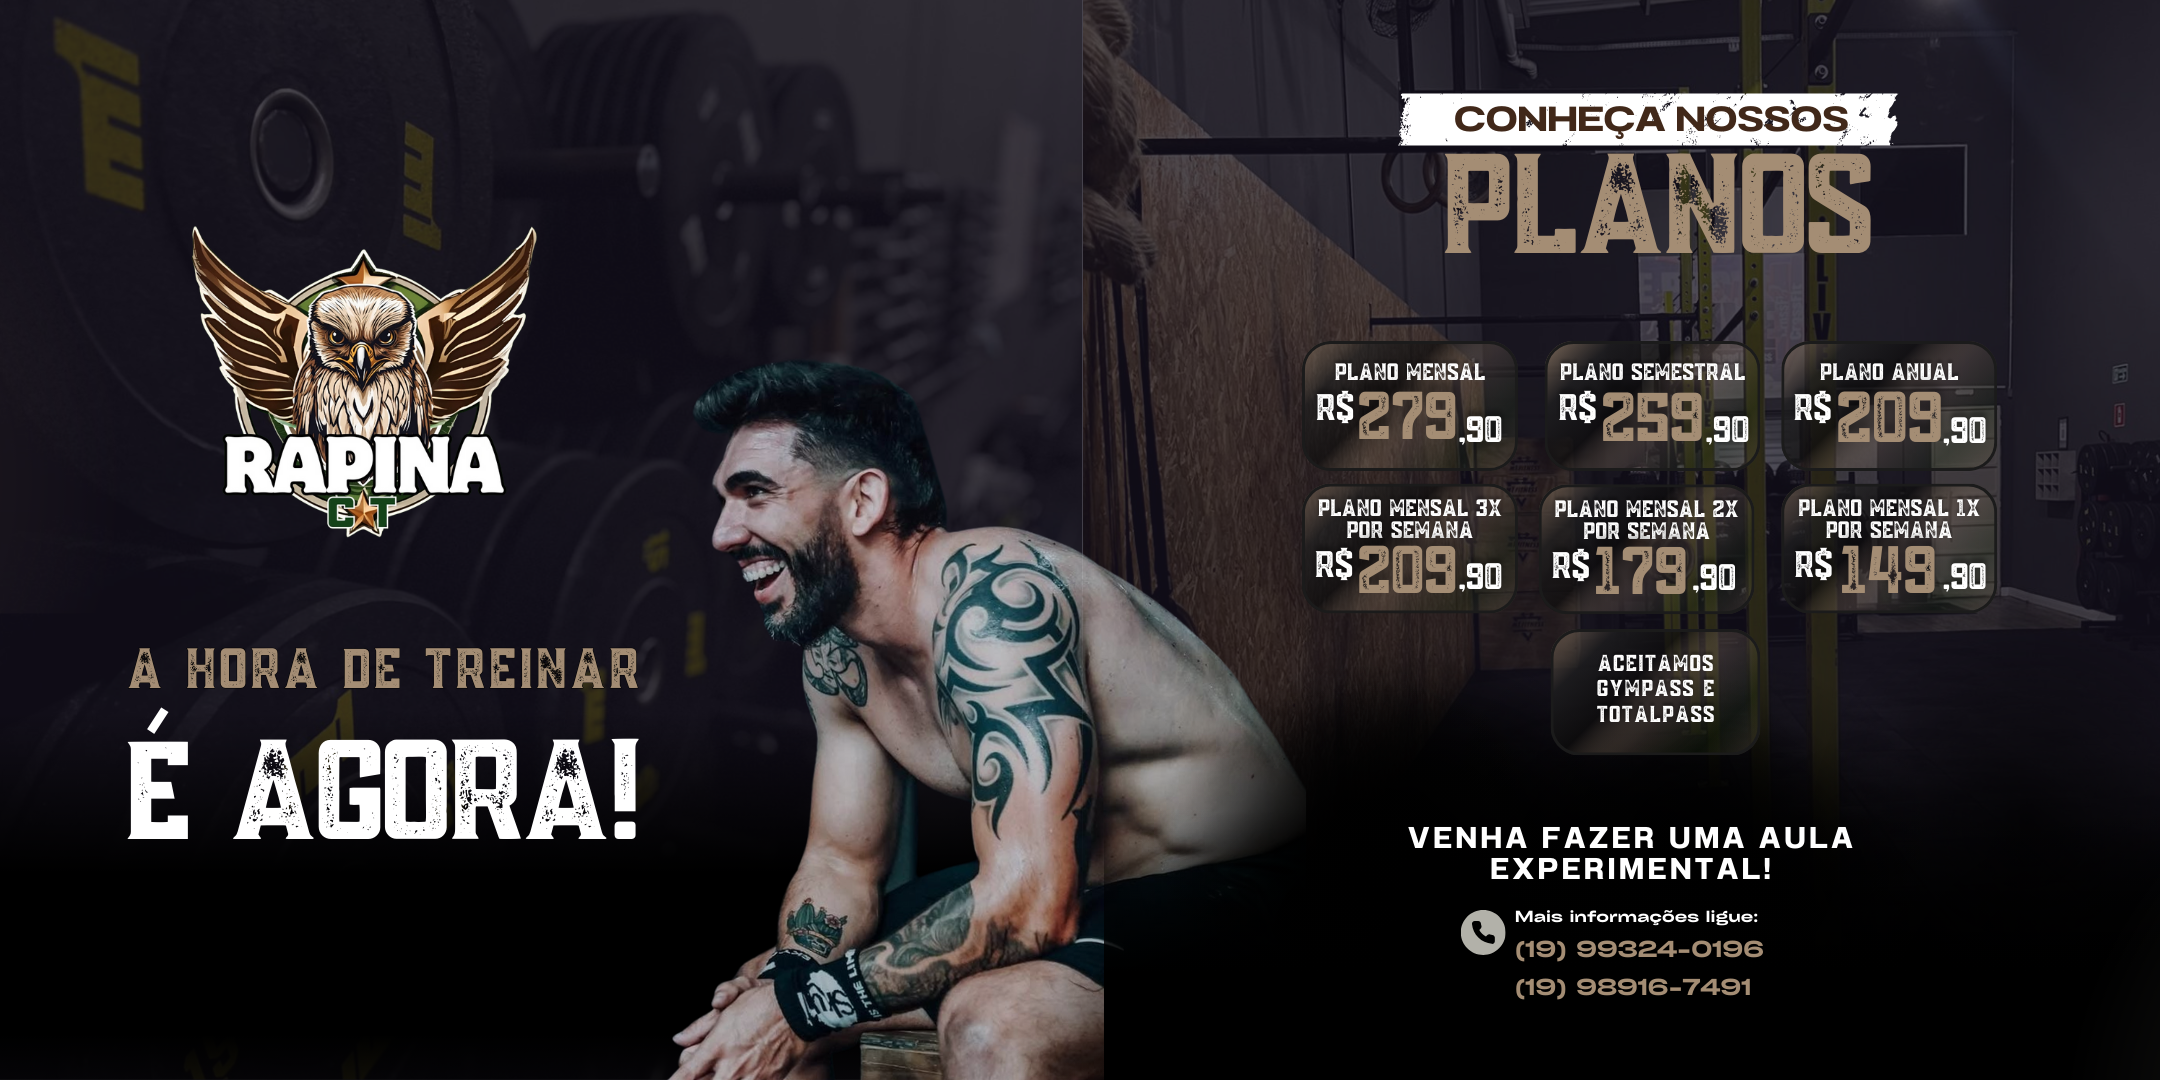 RAPINA
CT
A HORA DE TREINAR
É AGORA!
CONHEÇA NOSSOS
PLANOS
PLANO MENSAL
R$279,90
PLANO SEMESTRAL
R$259,90
PLANO ANUAL
R$209,90
PLANO MENSAL 3X
POR SEMANA
R$209,90
PLANO MENSAL 2X
POR SEMANA
R$179,90
PLANO MENSAL 1X
POR SEMANA
R$149,90
ACEITAMOS
GYMPASS E
TOTALPASS
VENHA FAZER UMA AULA
EXPERIMENTAL!
Mais informações ligue:
(19) 99324-0196
(19) 98916-7491